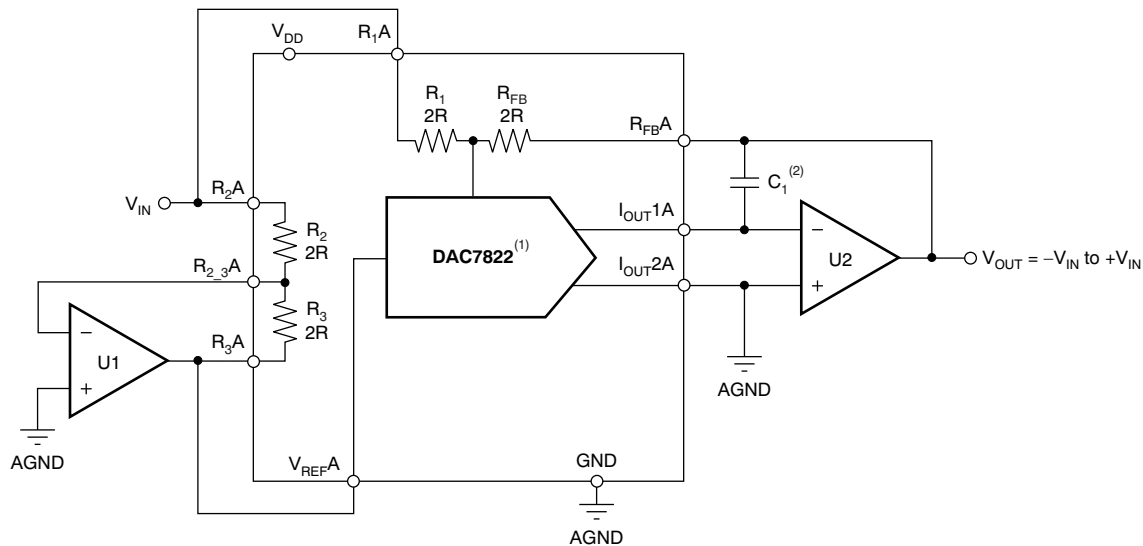 V_DD
R_1A
R_1
2R
R_FB
2R
R_FBA
C_1^(2)
V_IN
R_2A
R_2
2R
DAC7822^(1)
I_OUT1A
I_OUT2A
−
+
U2
V_OUT = −V_IN to +V_IN
R_2_3A
R_3
2R
R_3A
−
+
U1
AGND
AGND
V_REFA
GND
AGND